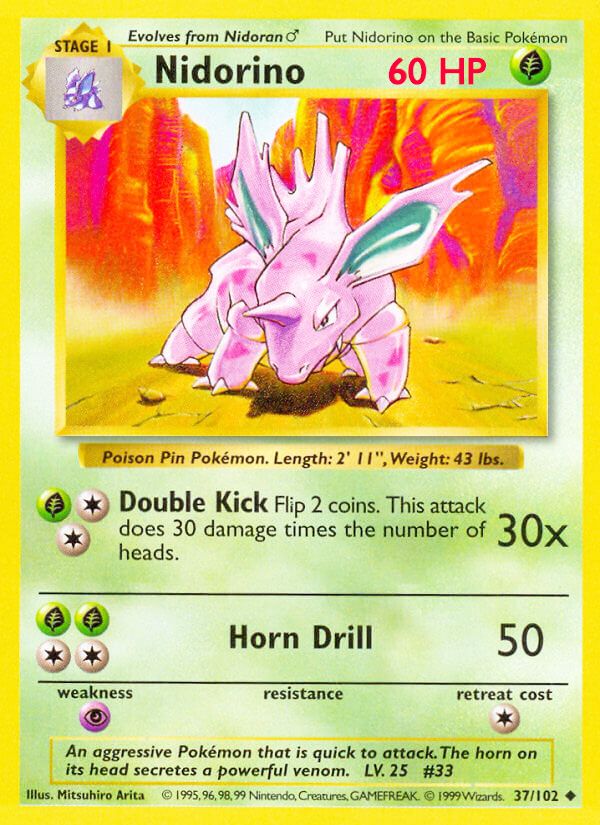 STAGE 1
Evolves from Nidoran♂ Put Nidorino on the Basic Pokémon
Nidorino 60 HP
Poison Pin Pokémon. Length: 2' 11", Weight: 43 lbs.
Double Kick Flip 2 coins. This attack
does 30 damage times the number of
heads.
30x
Horn Drill 50
weakness resistance retreat cost
An aggressive Pokémon that is quick to attack. The horn on
its head secretes a powerful venom. LV. 25 #33
Illus. Mitsuhiro Arita © 1995, 96, 98, 99 Nintendo, Creatures, GAMEFREAK. © 1999 Wizards. 37/102 ◆